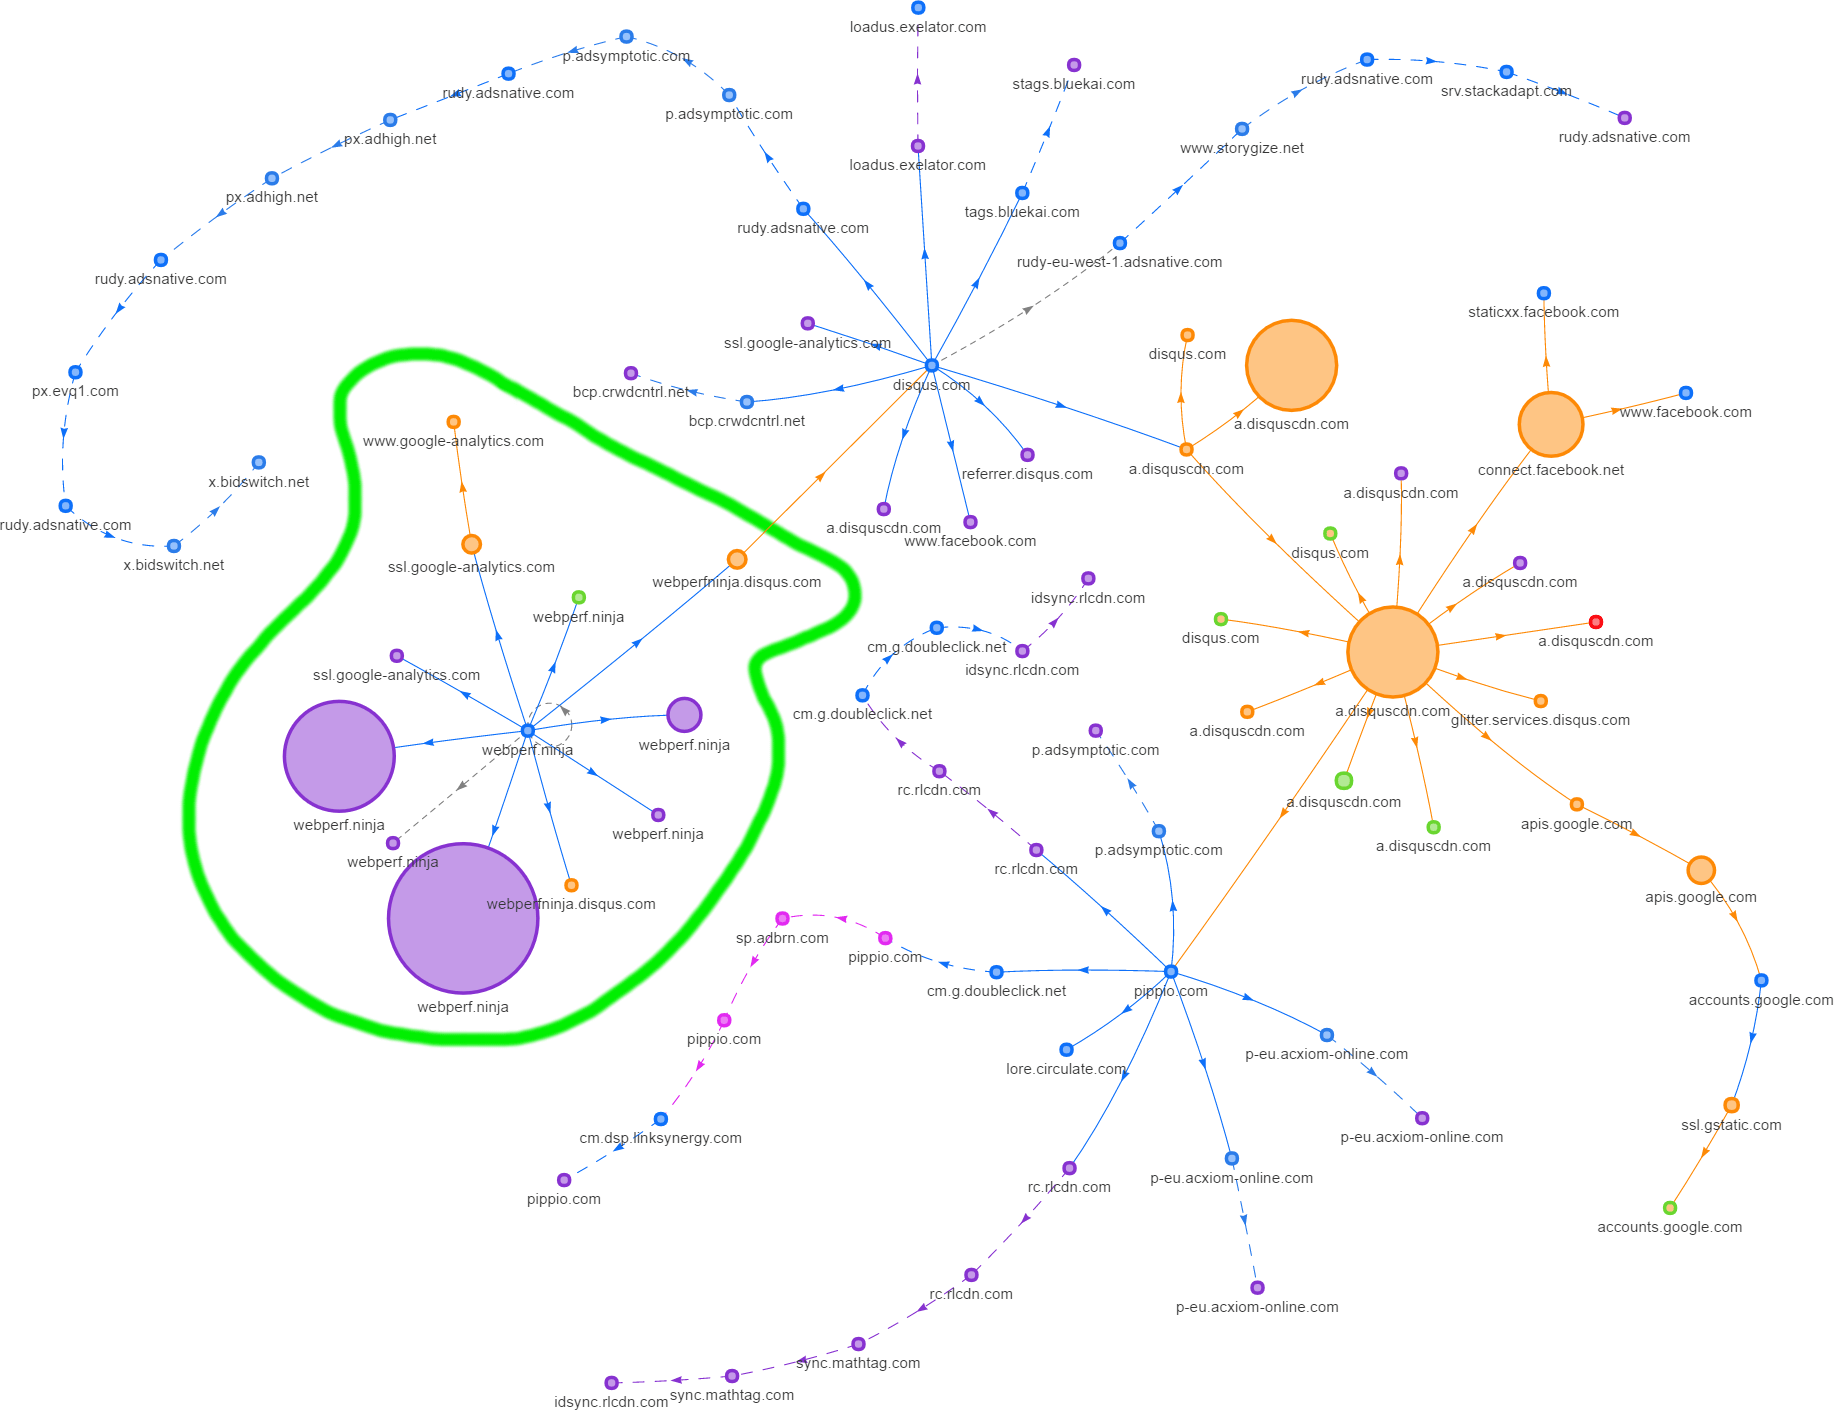 loadus.exelator.com
p.adsymptotic.com
rudy.adsnative.com
stags.bluekai.com
rudy.adsnative.com
srv.stackadapt.com
p.adsymptotic.com
px.adhigh.net
www.storygize.net
rudy.adsnative.com
loadus.exelator.com
px.adhigh.net
tags.bluekai.com
rudy.adsnative.com
rudy-eu-west-1.adsnative.com
rudy.adsnative.com
staticxx.facebook.com
ssl.google-analytics.com
disqus.com
px.evq1.com
bcp.crwdcntrl.net
disqus.com
www.facebook.com
bcp.crwdcntrl.net
a.disquscdn.com
www.google-analytics.com
a.disquscdn.com
connect.facebook.net
x.bidswitch.net
referrer.disqus.com
a.disquscdn.com
rudy.adsnative.com
a.disquscdn.com
www.facebook.com
disqus.com
x.bidswitch.net
ssl.google-analytics.com
webperfninja.disqus.com
a.disquscdn.com
idsync.rlcdn.com
webperf.ninja
disqus.com
a.disquscdn.com
cm.g.doubleclick.net
idsync.rlcdn.com
ssl.google-analytics.com
cm.g.doubleclick.net
a.disquscdn.com
glitter.services.disqus.com
a.disquscdn.com
webperf.ninja
webperf.ninja
p.adsymptotic.com
rc.rlcdn.com
a.disquscdn.com
webperf.ninja
webperf.ninja
apis.google.com
a.disquscdn.com
p.adsymptotic.com
webperf.ninja
rc.rlcdn.com
apis.google.com
webperfninja.disqus.com
sp.adbrn.com
pippio.com
cm.g.doubleclick.net
pippio.com
accounts.google.com
webperf.ninja
pippio.com
p-eu.acxiom-online.com
lore.circulate.com
ssl.gstatic.com
cm.dsp.linksynergy.com
p-eu.acxiom-online.com
p-eu.acxiom-online.com
rc.rlcdn.com
pippio.com
accounts.google.com
rc.rlcdn.com
p-eu.acxiom-online.com
sync.mathtag.com
sync.mathtag.com
idsync.rlcdn.com